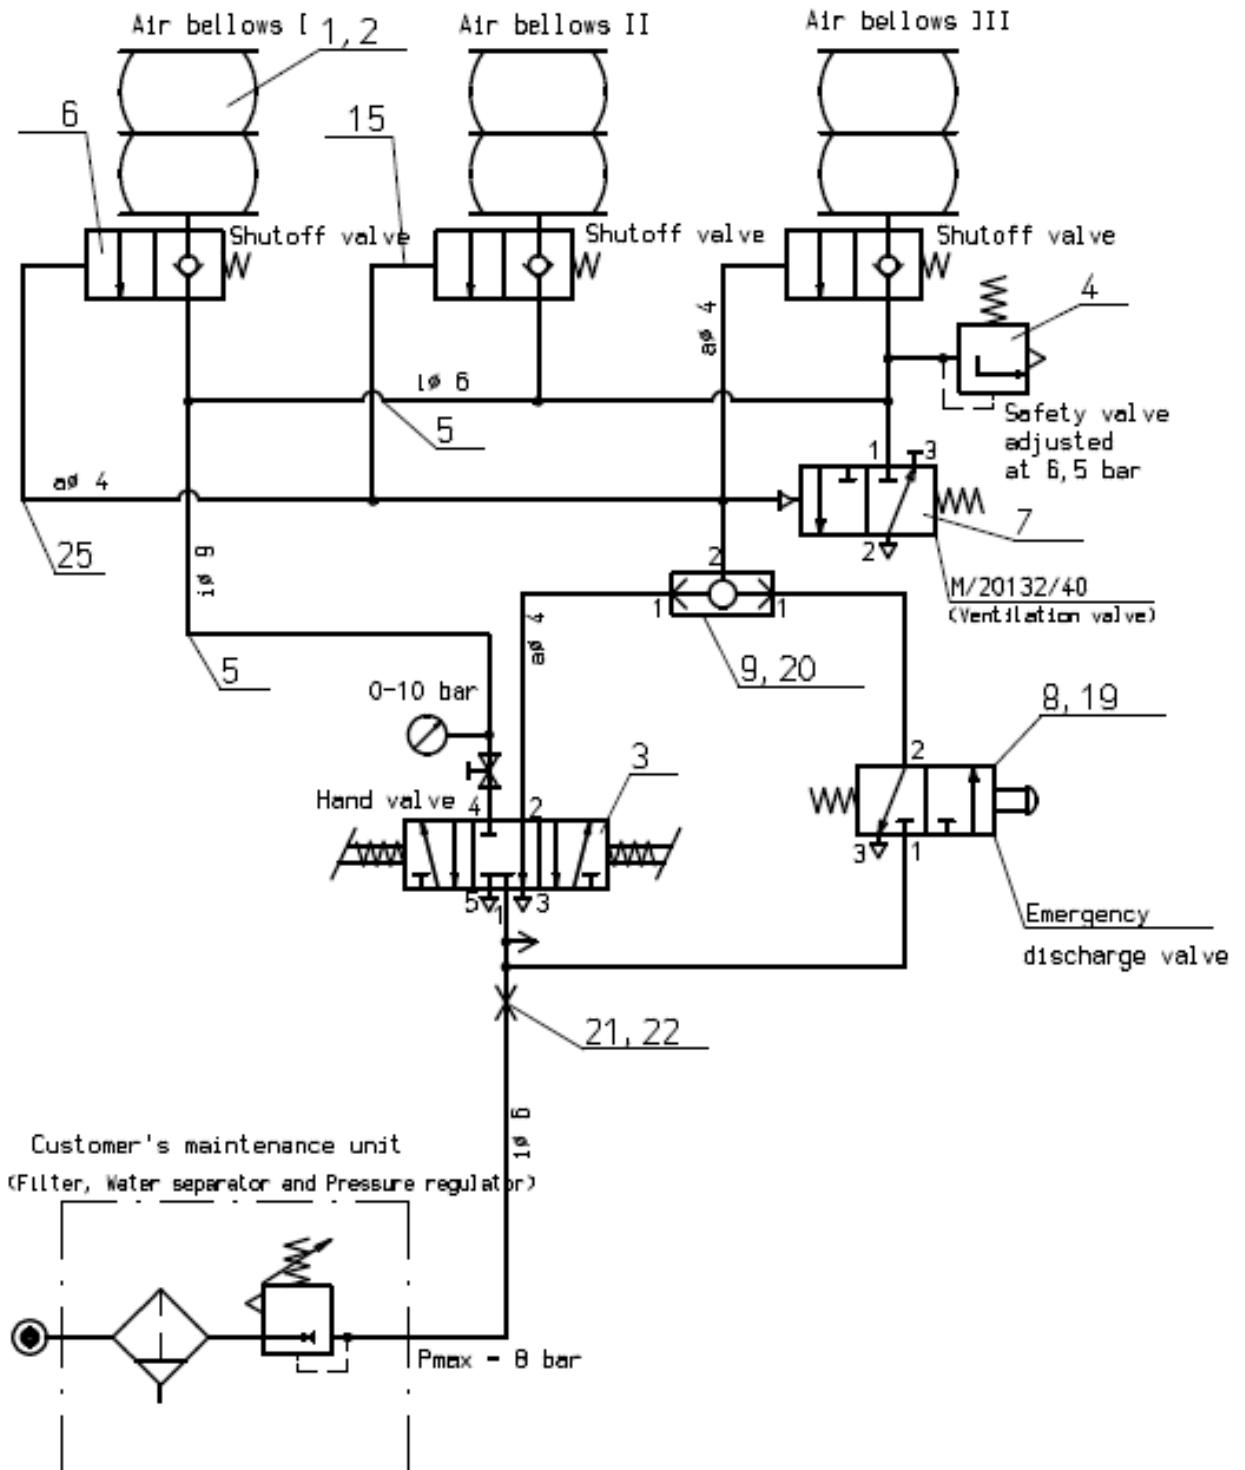 Air bellows I
1, 2
Air bellows II
Air bellows III
6
15
Shutoff valve
Shutoff valve
Shutoff valve
4
aø 4
iø 6
5
Safety valve
adjusted
at 6,5 bar
1
3
aø 4
7
25
2
2
iø 9
M/20132/40
(Ventilation valve)
1
1
aø 4
5
9, 20
0-10 bar
8, 19
2
3
Hand valve
4
2
3
1
5
1
3
Emergency
discharge valve
21, 22
iø 6
Customer's maintenance unit
(Filter, Water separator and Pressure regulator)
Pmax - 8 bar